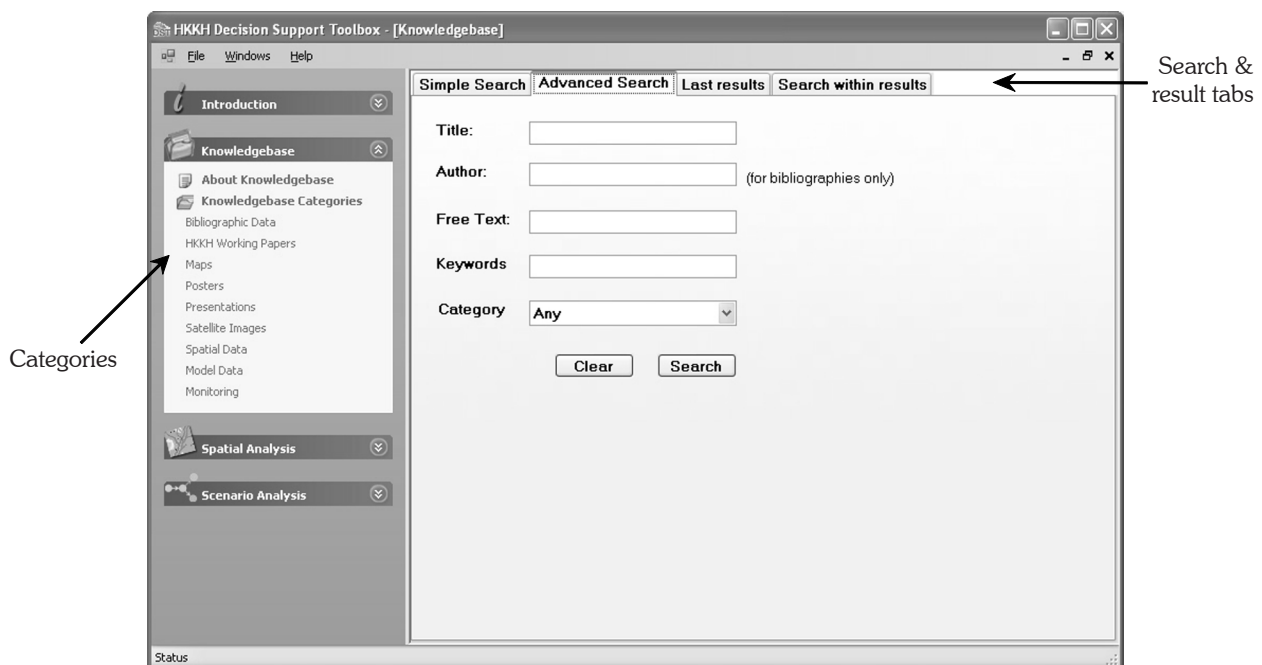 HKKH Decision Support Toolbox - [Knowledgebase]
File Windows Help
Introduction
Knowledgebase
About Knowledgebase
Knowledgebase Categories
Bibliographic Data
HKKH Working Papers
Maps
Posters
Presentations
Satellite Images
Spatial Data
Model Data
Monitoring
Spatial Analysis
Scenario Analysis
Simple Search Advanced Search Last results Search within results
Title:
Author: (for bibliographies only)
Free Text:
Keywords
Category Any
Clear Search
Status
Categories
Search &
result tabs